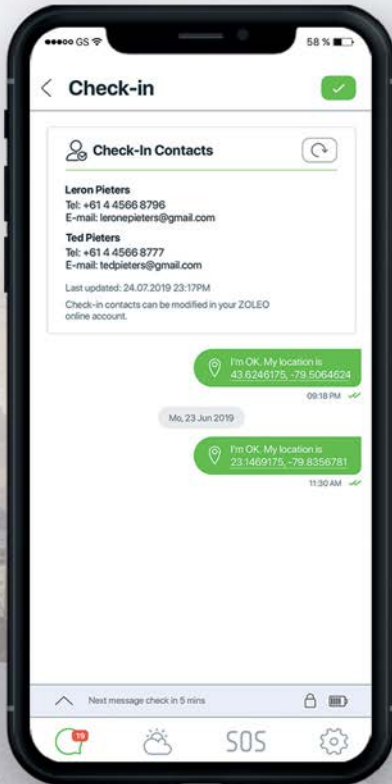 GS 58 %
Check-in
Check-In Contacts
Leron Pieters
Tel: +61 4 4566 8796
E-mail: leronepieters@gmail.com
Ted Pieters
Tel: +61 4 4566 8777
E-mail: tedpieters@gmail.com
Last updated: 24.07.2019 23:17PM
Check-in contacts can be modified in your ZOLEO
online account.
I'm OK. My location is
43.6246175, -79.5064624
09:18 PM
Mo, 23 Jun 2019
I'm OK. My location is
23.1469175, -79.8356781
11:30 AM
Next message check in 5 mins
19
SOS